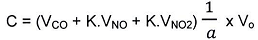 C = (V_CO + K.V_NO + K.V_NO2) 1/a x V_o